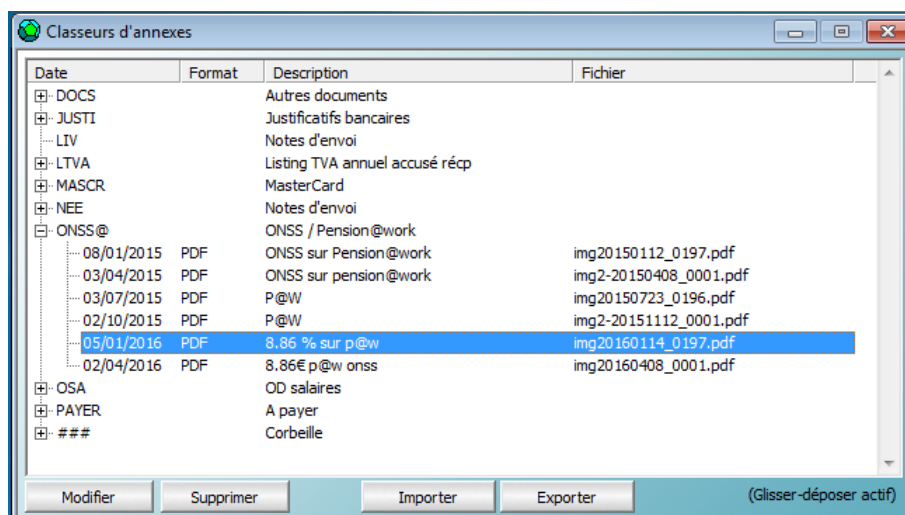 Classeurs d'annexes
Date Format Description Fichier
DOCS Autres documents
JUSTI Justificatifs bancaires
LIV Notes d'envoi
LTVA Listing TVA annuel accusé récp
MASCR MasterCard
NEE Notes d'envoi
ONSS@ ONSS / Pension@work
08/01/2015 PDF ONSS sur Pension@work img20150112_0197.pdf
03/04/2015 PDF ONSS sur pension@work img2-20150408_0001.pdf
03/07/2015 PDF P@W img20150723_0196.pdf
02/10/2015 PDF P@W img2-20151112_0001.pdf
05/01/2016 PDF 8.86 % sur p@w img20160114_0197.pdf
02/04/2016 PDF 8.86€ p@w onss img20160408_0001.pdf
OSA OD salaires
PAYER A payer
### Corbeille
Modifier Supprimer Importer Exporter (Glisser-déposer actif)